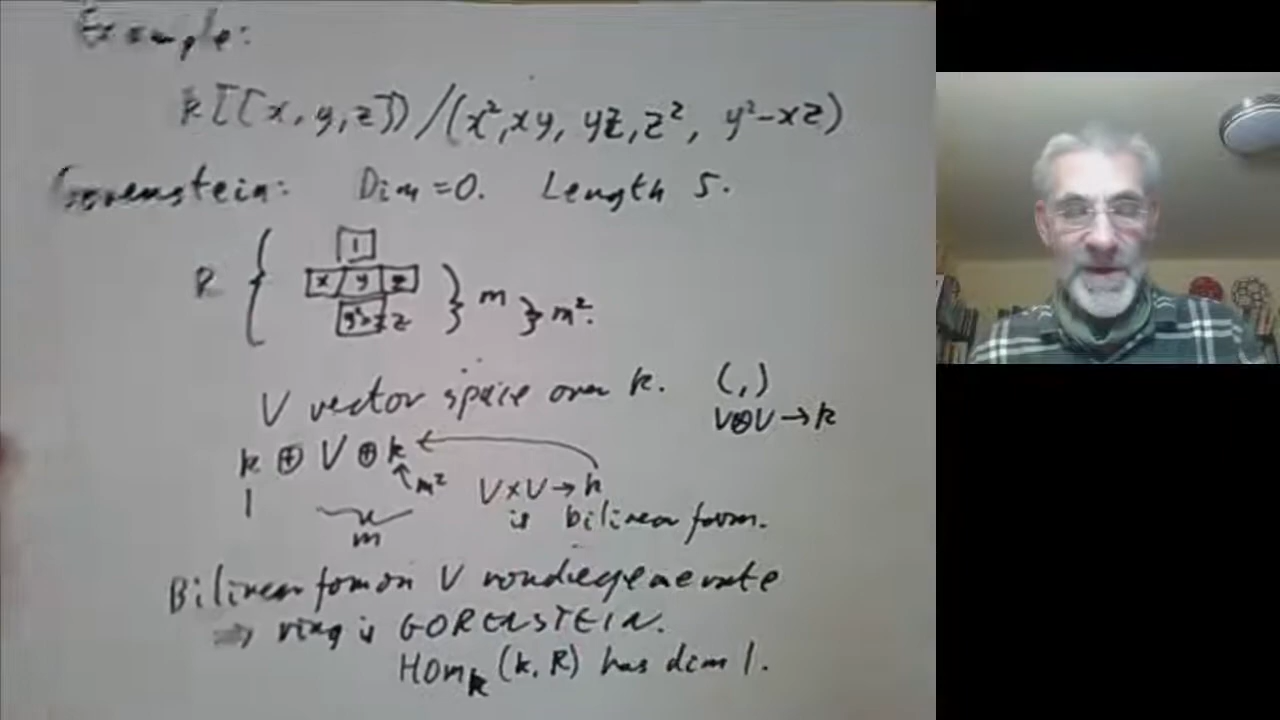 Example:
k[[x, y, z]]/(x², xy, yz, z², y²-xz)
Gorenstein: Dim = 0. Length 5.
1
R { x y z } m
y²=xz } m².
V vector space over k. (,)
V⊗V → k
k ⊕ V ⊕ k
m²
1 V×V → k
m is bilinear form.
Bilinear form on V nondegenerate
⇒ ring is GORENSTEIN.
Hom_k (k, R) has dim 1.